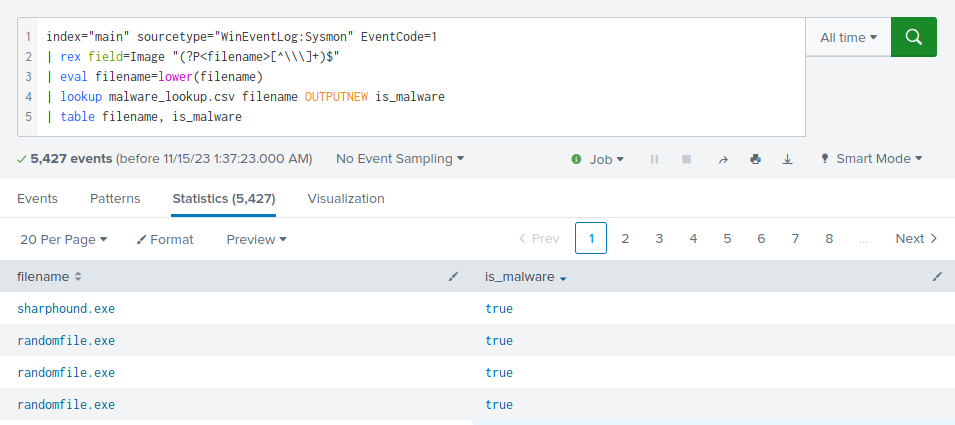 1 index="main" sourcetype="WinEventLog:Sysmon" EventCode=1
2 | rex field=Image "(?P<filename>[^\\\]+)$"
3 | eval filename=lower(filename)
4 | lookup malware_lookup.csv filename OUTPUTNEW is_malware
5 | table filename, is_malware
All time
5,427 events (before 11/15/23 1:37:23.000 AM) No Event Sampling Job Smart Mode
Events Patterns Statistics (5,427) Visualization
20 Per Page Format Preview < Prev 1 2 3 4 5 6 7 8 ... Next >
filename is_malware
sharphound.exe true
randomfile.exe true
randomfile.exe true
randomfile.exe true